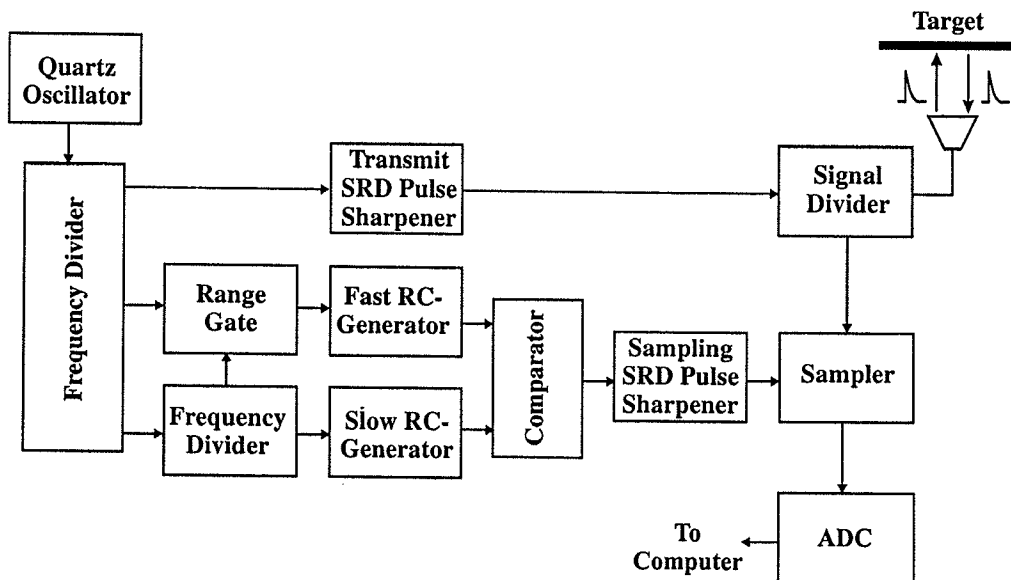 Target
Quartz
Oscillator
Transmit
SRD Pulse
Sharpener
Signal
Divider
Frequency Divider
Range
Gate
Fast RC-
Generator
Comparator
Sampling
SRD Pulse
Sharpener
Sampler
Frequency
Divider
Slow RC-
Generator
ADC
To
Computer